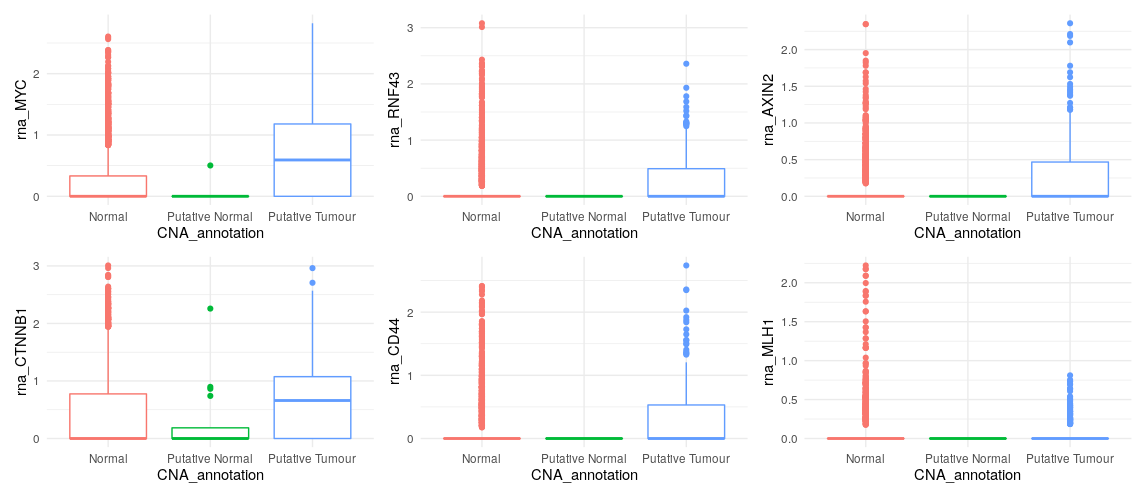 rna_MYC
2
1
0
Normal Putative Normal Putative Tumour
CNA_annotation
rna_RNF43
3
2
1
0
Normal Putative Normal Putative Tumour
CNA_annotation
rna_AXIN2
2.0
1.5
1.0
0.5
0.0
Normal Putative Normal Putative Tumour
CNA_annotation
rna_CTNNB1
3
2
1
0
Normal Putative Normal Putative Tumour
CNA_annotation
rna_CD44
2
1
0
Normal Putative Normal Putative Tumour
CNA_annotation
rna_MLH1
2.0
1.5
1.0
0.5
0.0
Normal Putative Normal Putative Tumour
CNA_annotation